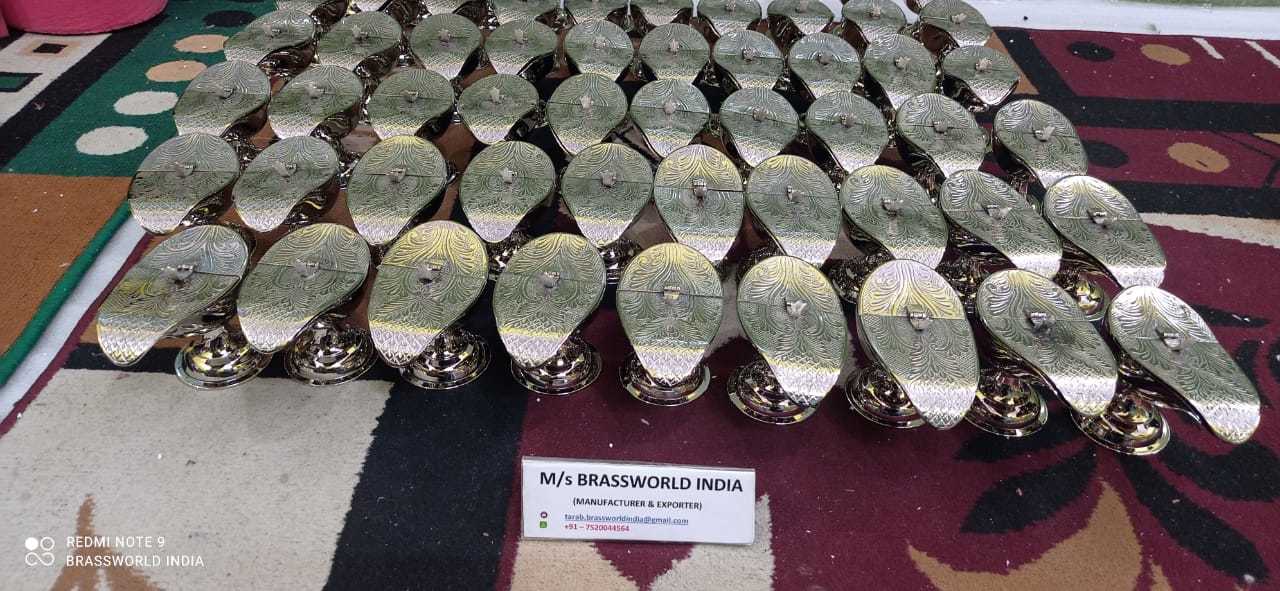 M/s BRASSWORLD INDIA
(MANUFACTURER & EXPORTER)
tarab.brassworldindia@gmail.com
+91 – 7520044564
REDMI NOTE 9
BRASSWORLD INDIA